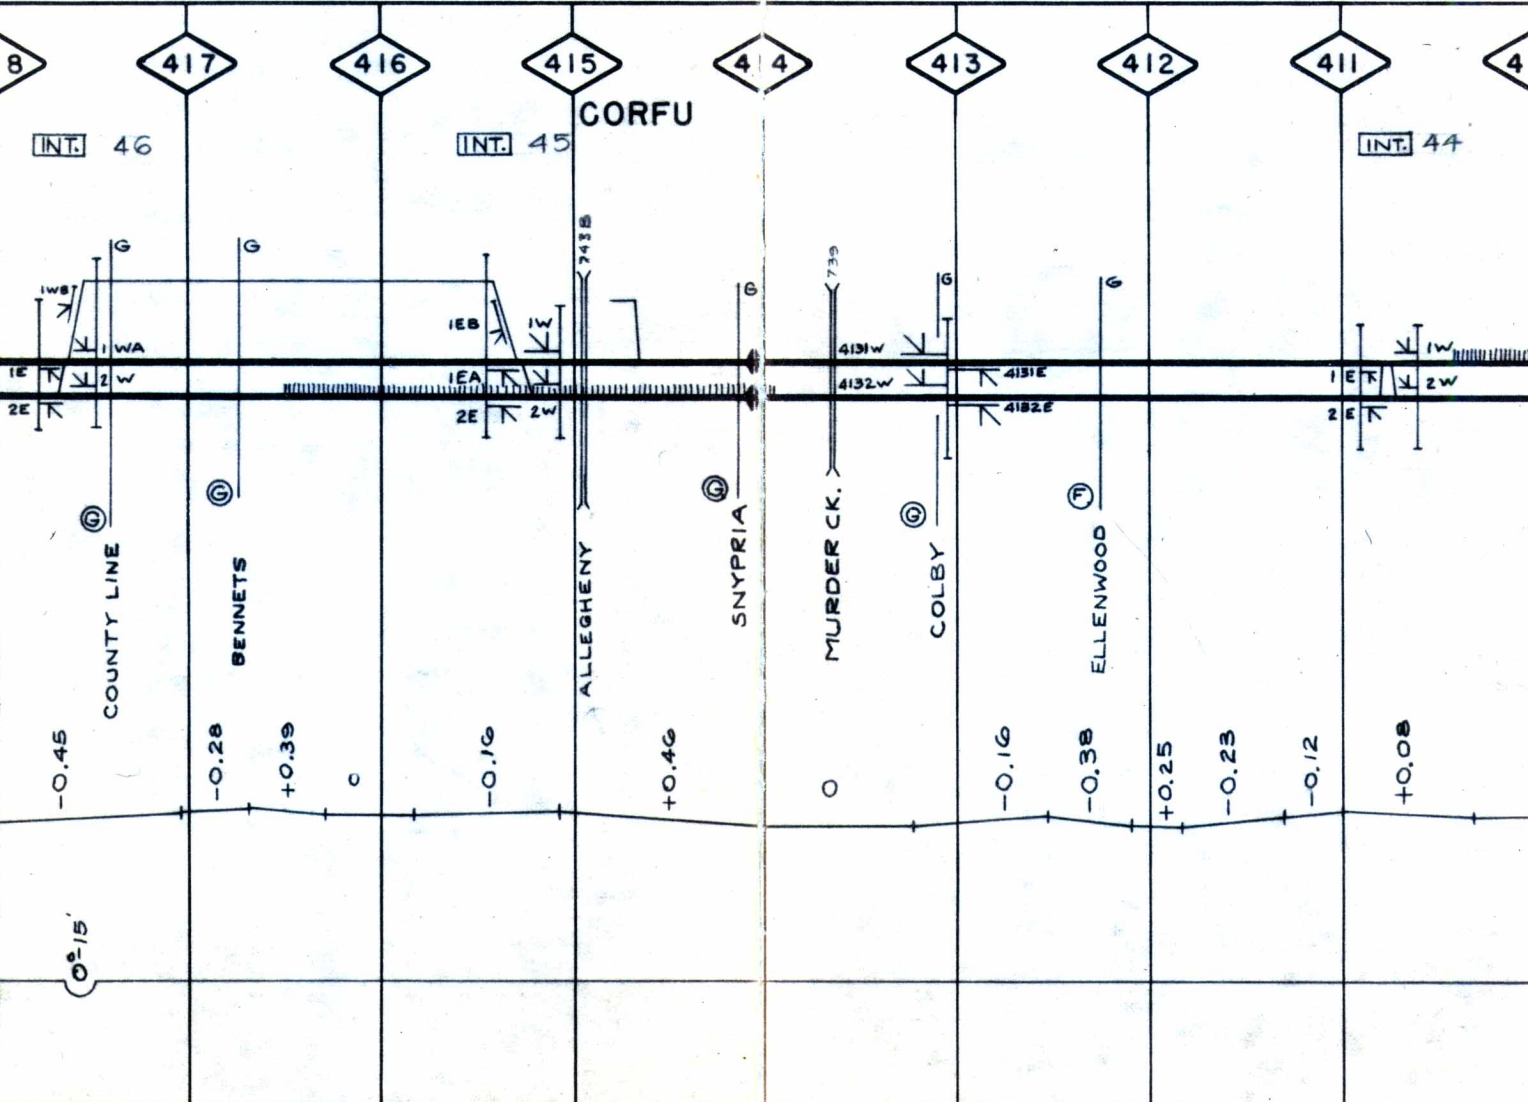 8
417
416
415
414
413
412
411
4
CORFU
INT. 46
INT. 45
INT. 44
G
G
743B
G
739
G
G
1WB
1EB
1W
1WA
4131W
1W
1E
2W
1EA
4132W
4131E
1E
2W
2E
2E
2W
4132E
2E
G
G
G
G
F
COUNTY LINE
BENNETS
ALLEGHENY
SNYPRIA
MURDER CK.
COLBY
ELLENWOOD
-0.45
-0.28
+0.39
0
-0.16
+0.46
0
-0.16
-0.38
+0.25
-0.23
-0.12
+0.08
0°-15'